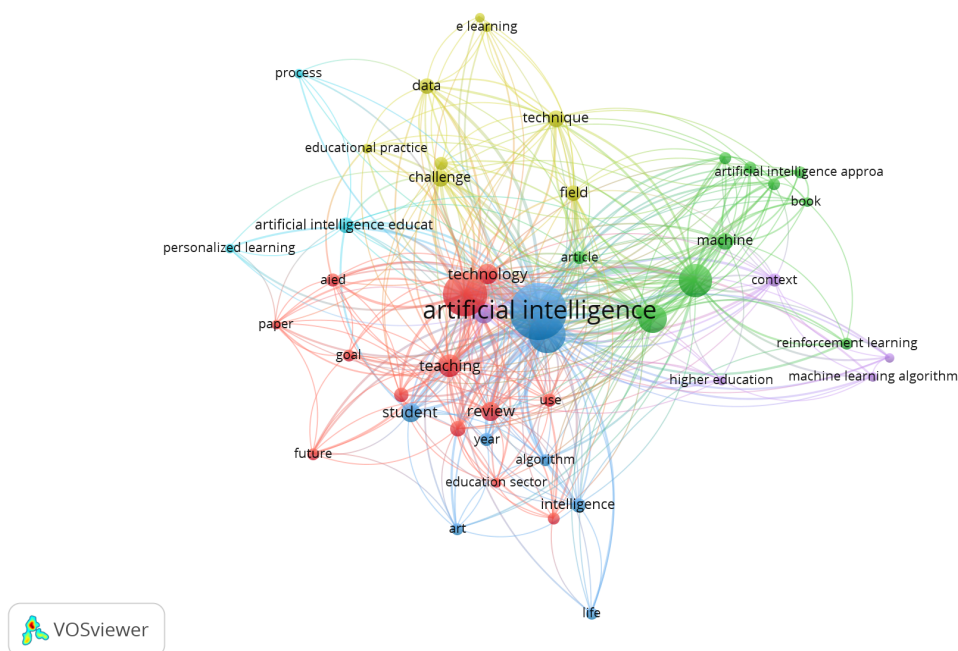 e learning
process
data
technique
educational practice
challenge
artificial intelligence approa
field
book
artificial intelligence educat
machine
personalized learning
article
technology
aied
context
artificial intelligence
paper
reinforcement learning
goal
teaching
higher education
machine learning algorithm
use
student
review
year
future
algorithm
education sector
intelligence
art
life
VOSviewer